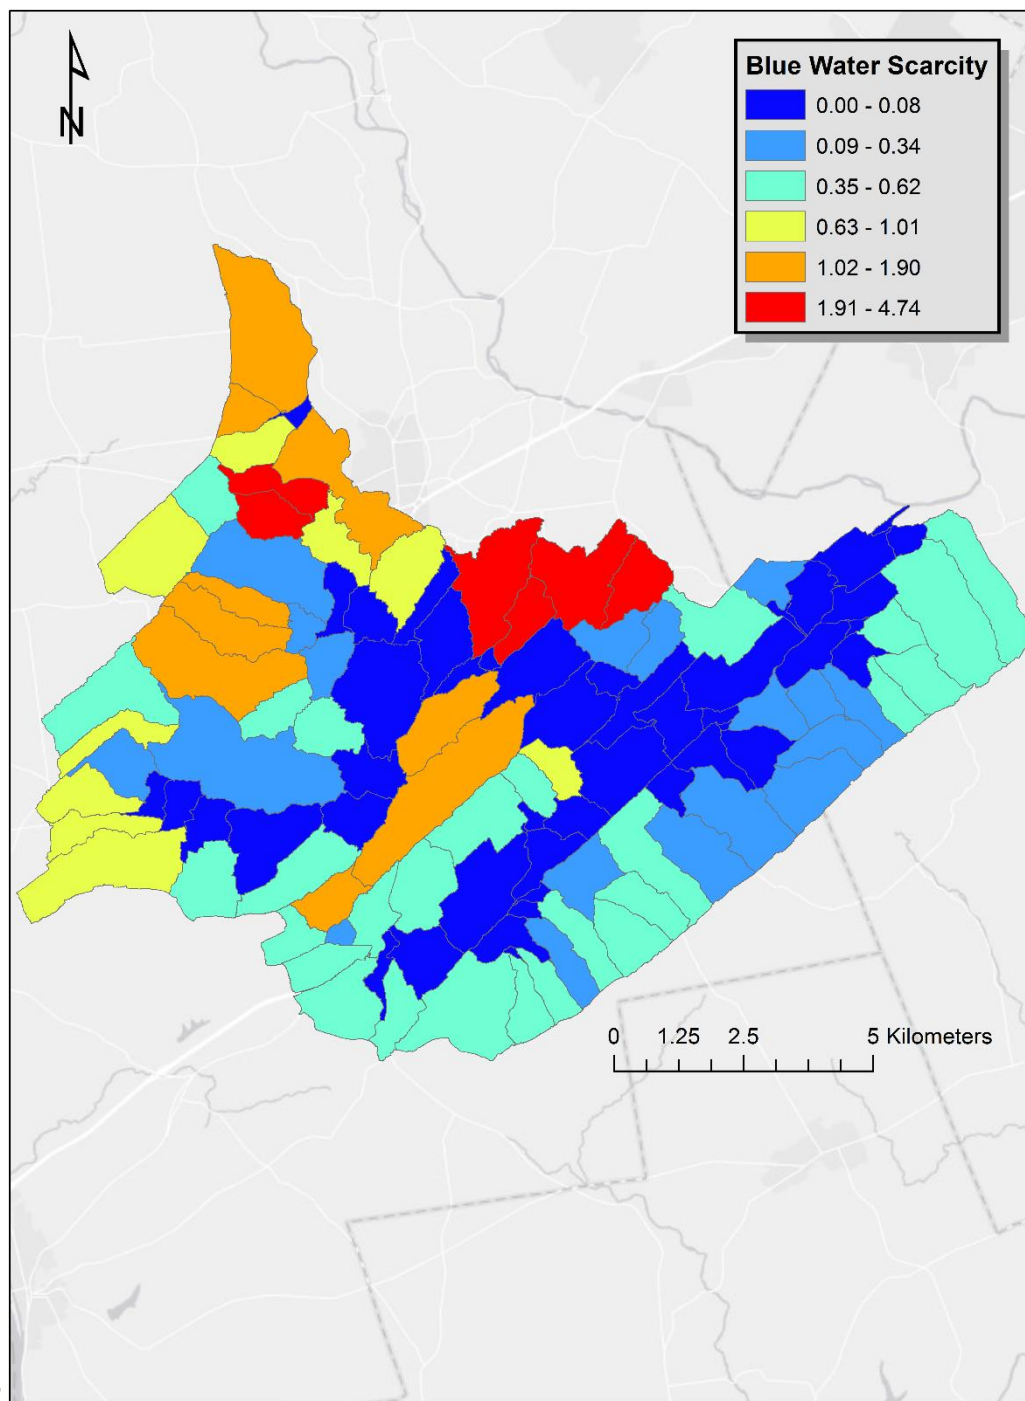 N
Blue Water Scarcity
0.00 - 0.08
0.09 - 0.34
0.35 - 0.62
0.63 - 1.01
1.02 - 1.90
1.91 - 4.74
0 1.25 2.5 5 Kilometers